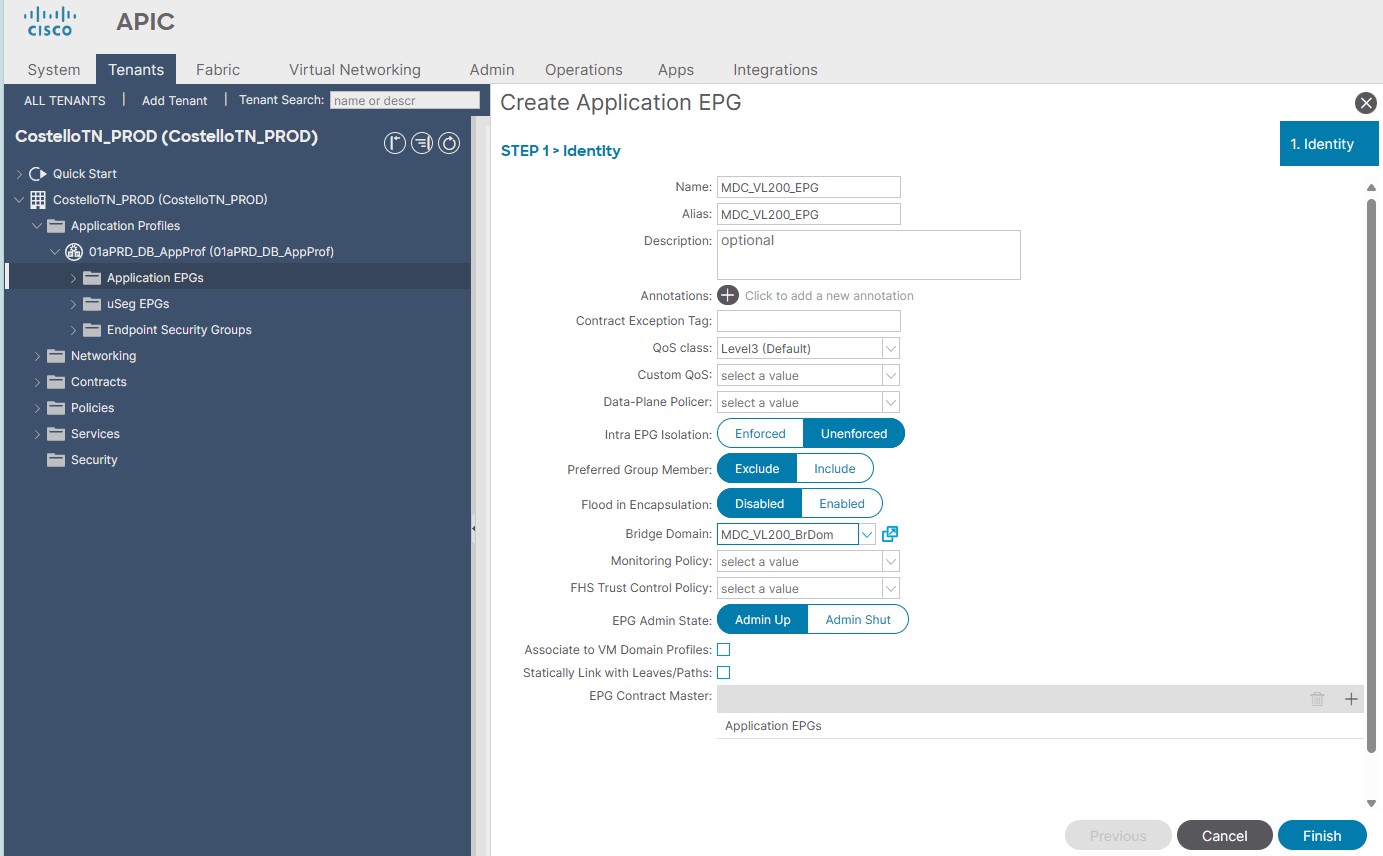 CISCO
APIC
System Tenants Fabric Virtual Networking Admin Operations Apps Integrations
ALL TENANTS | Add Tenant | Tenant Search: name or descr
CostelloTN_PROD (CostelloTN_PROD)
Quick Start
CostelloTN_PROD (CostelloTN_PROD)
Application Profiles
01aPRD_DB_AppProf (01aPRD_DB_AppProf)
Application EPGs
uSeg EPGs
Endpoint Security Groups
Networking
Contracts
Policies
Services
Security
Create Application EPG
STEP 1 > Identity
1. Identity
Name: MDC_VL200_EPG
Alias: MDC_VL200_EPG
Description: optional
Annotations: Click to add a new annotation
Contract Exception Tag:
QoS class: Level3 (Default)
Custom QoS: select a value
Data-Plane Policer: select a value
Intra EPG Isolation: Enforced Unenforced
Preferred Group Member: Exclude Include
Flood in Encapsulation: Disabled Enabled
Bridge Domain: MDC_VL200_BrDom
Monitoring Policy: select a value
FHS Trust Control Policy: select a value
EPG Admin State: Admin Up Admin Shut
Associate to VM Domain Profiles:
Statically Link with Leaves/Paths:
EPG Contract Master:
Application EPGs
Previous Cancel Finish